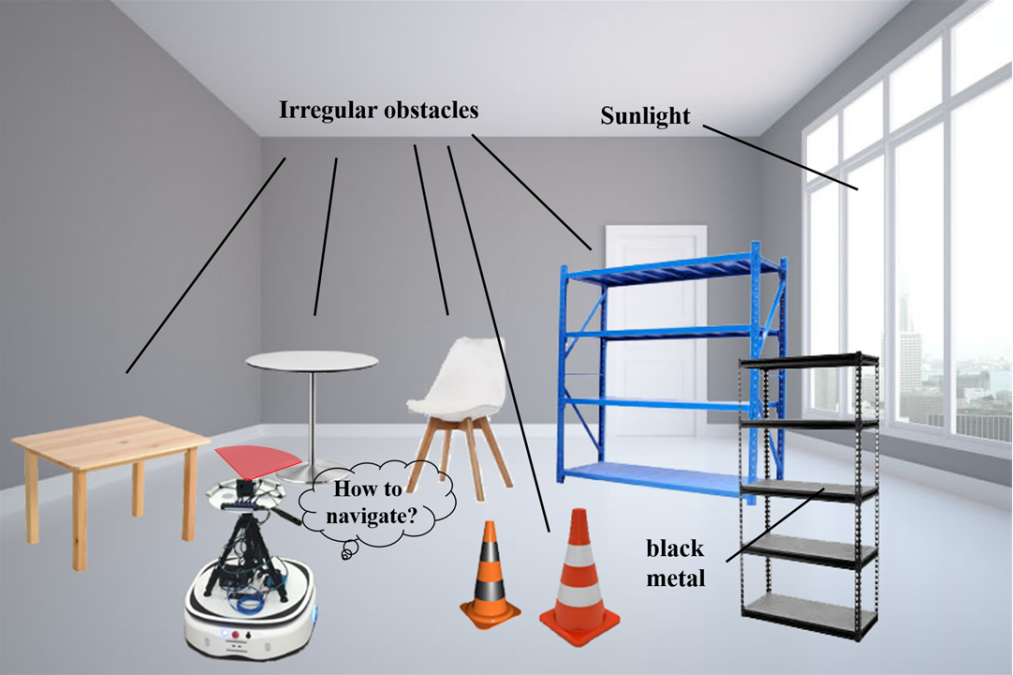 Irregular obstacles
Sunlight
How to
navigate?
black
metal